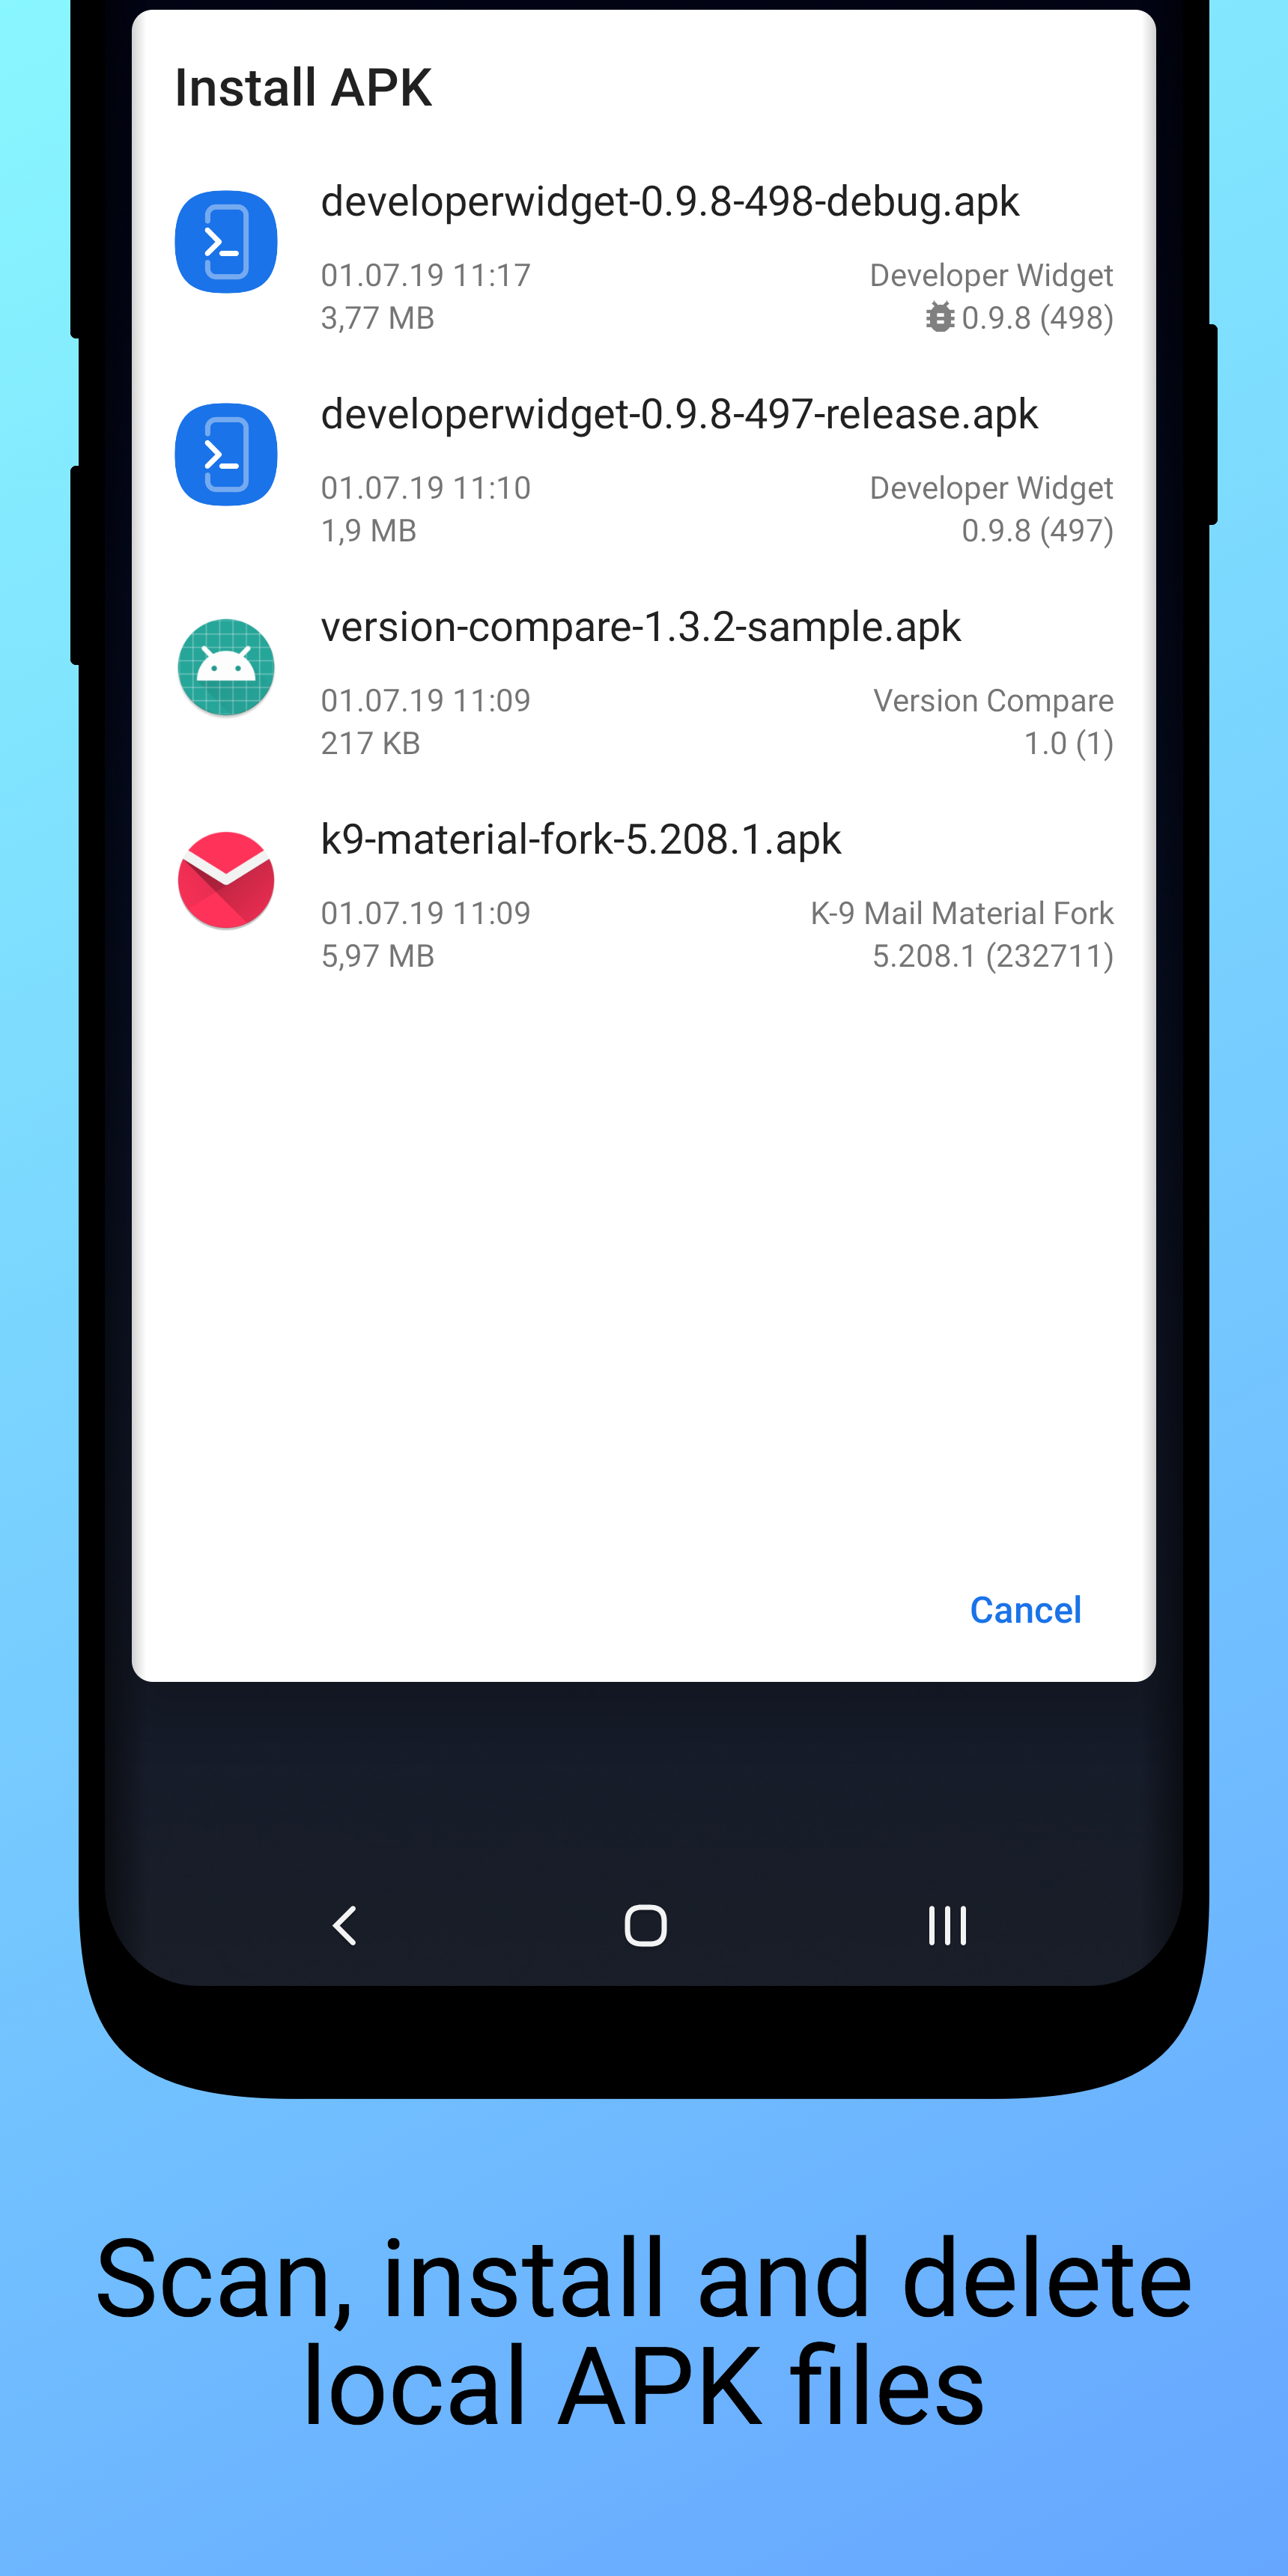 Install APK
developerwidget-0.9.8-498-debug.apk
01.07.19 11:17 Developer Widget
3,77 MB 0.9.8 (498)
developerwidget-0.9.8-497-release.apk
01.07.19 11:10 Developer Widget
1,9 MB 0.9.8 (497)
version-compare-1.3.2-sample.apk
01.07.19 11:09 Version Compare
217 KB 1.0 (1)
k9-material-fork-5.208.1.apk
01.07.19 11:09 K-9 Mail Material Fork
5,97 MB 5.208.1 (232711)
Cancel
Scan, install and delete
local APK files